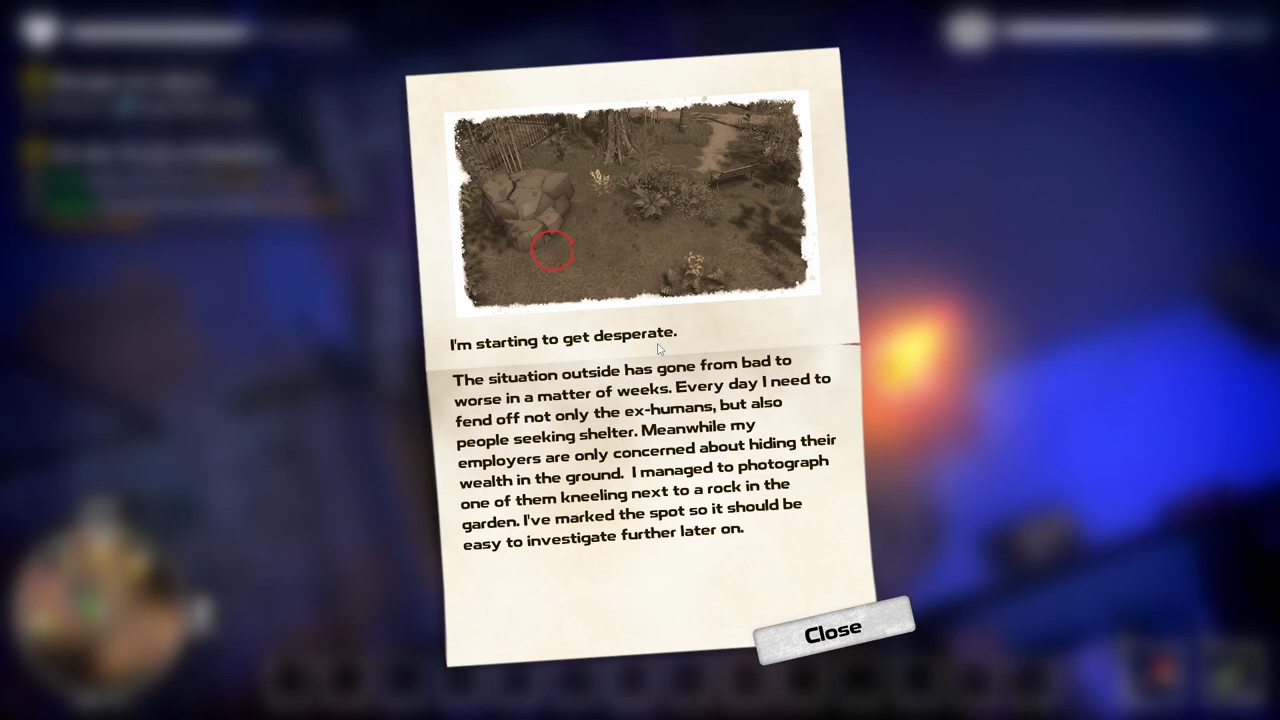 I'm starting to get desperate.
The situation outside has gone from bad to
worse in a matter of weeks. Every day I need to
fend off not only the ex-humans, but also
people seeking shelter. Meanwhile my
employers are only concerned about hiding their
wealth in the ground.  I managed to photograph
one of them kneeling next to a rock in the
garden. I've marked the spot so it should be
easy to investigate further later on.
Close